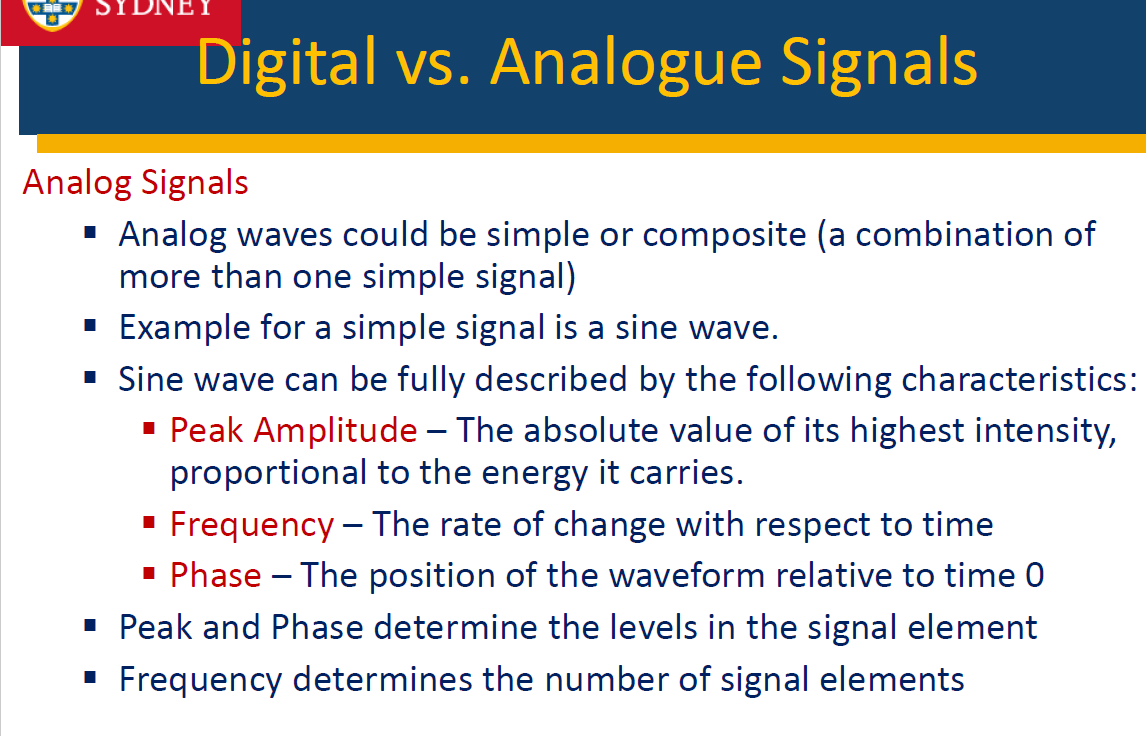 SYDNEY
Digital vs. Analogue Signals
Analog Signals
▪ Analog waves could be simple or composite (a combination of
more than one simple signal)
▪ Example for a simple signal is a sine wave.
▪ Sine wave can be fully described by the following characteristics:
▪ Peak Amplitude – The absolute value of its highest intensity,
proportional to the energy it carries.
▪ Frequency – The rate of change with respect to time
▪ Phase – The position of the waveform relative to time 0
▪ Peak and Phase determine the levels in the signal element
▪ Frequency determines the number of signal elements